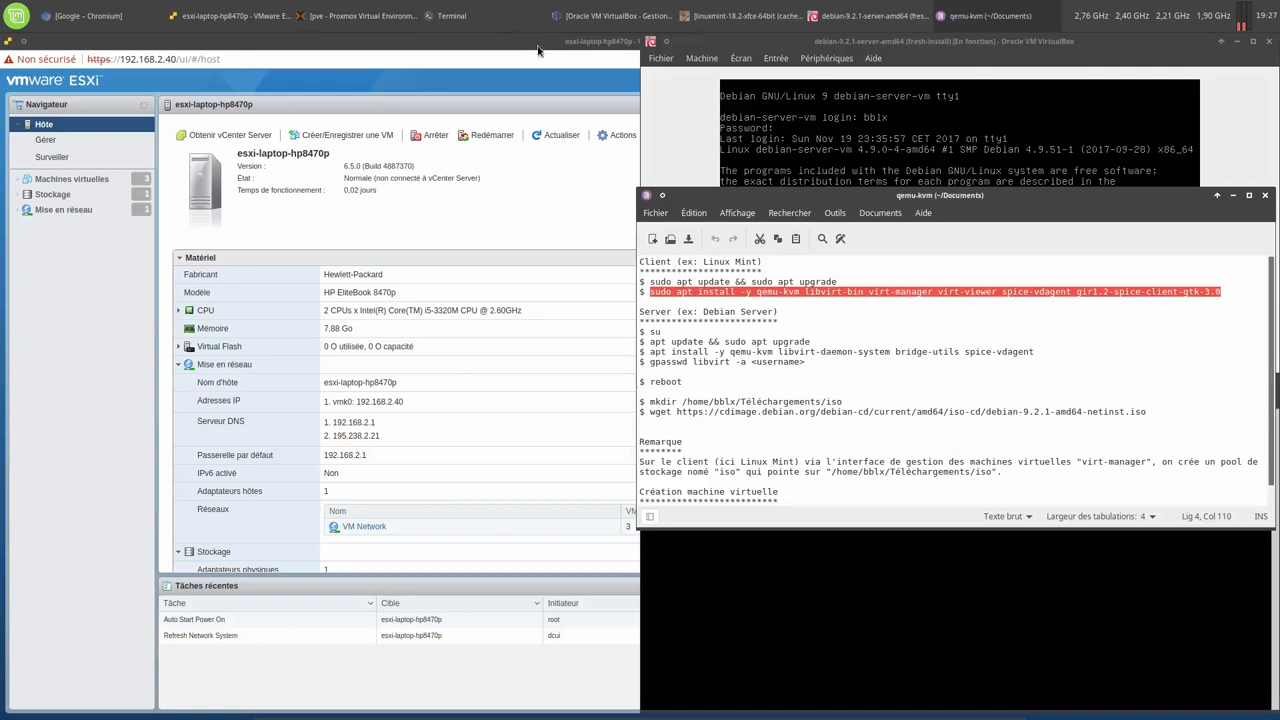 [Google – Chromium]
esxi-laptop-hp8470p – VMware E...
[pve - Proxmox Virtual Environm...
Terminal
[Oracle VM VirtualBox - Gestion...
[linuxmint-18.2-xfce-64bit (cache...
debian-9.2.1-server-amd64 (fres...
qemu-kvm (~/Documents)
2,76 GHz 2,40 GHz 2,21 GHz 1,90 GHz
19:27
esxi-laptop-hp8470p -
debian-9.2.1-server-amd64 (fresh-install) [En fonction] - Oracle VM VirtualBox
Non sécurisé https://192.168.2.40/ui/#/host
Fichier Machine Écran Entrée Périphériques Aide
vmware ESXi
Navigateur
Hôte
Gérer
Surveiller
Machines virtuelles 3
Stockage 1
Mise en réseau 1
esxi-laptop-hp8470p
Obtenir vCenter Server Créer/Enregistrer une VM Arrêter Redémarrer Actualiser Actions
esxi-laptop-hp8470p
Version : 6.5.0 (Build 4887370)
État : Normale (non connecté à vCenter Server)
Temps de fonctionnement : 0,02 jours
Matériel
Fabricant Hewlett-Packard
Modèle HP EliteBook 8470p
CPU 2 CPUs x Intel(R) Core(TM) i5-3320M CPU @ 2.60GHz
Mémoire 7,88 Go
Virtual Flash 0 O utilisée, 0 O capacité
Mise en réseau
Nom d'hôte esxi-laptop-hp8470p
Adresses IP 1. vmk0: 192.168.2.40
Serveur DNS 1. 192.168.2.1
2. 195.238.2.21
Passerelle par défaut 192.168.2.1
IPv6 activé Non
Adaptateurs hôtes 1
Réseaux Nom VM
VM Network 3
Stockage
Adaptateurs physiques 1
Tâches récentes
Tâche Cible Initiateur
Auto Start Power On esxi-laptop-hp8470p root
Refresh Network System esxi-laptop-hp8470p dcui
Debian GNU/Linux 9 debian-server-vm tty1
debian-server-vm login: bblx
Password:
Last login: Sun Nov 19 23:35:57 CET 2017 on tty1
Linux debian-server-vm 4.9.0-4-amd64 #1 SMP Debian 4.9.51-1 (2017-09-28) x86_64
The programs included with the Debian GNU/Linux system are free software;
the exact distribution terms for each program are described in the
qemu-kvm (~/Documents)
Fichier Édition Affichage Rechercher Outils Documents Aide
Client (ex: Linux Mint)
***********************
$ sudo apt update && sudo apt upgrade
$ sudo apt install -y qemu-kvm libvirt-bin virt-manager virt-viewer spice-vdagent gir1.2-spice-client-gtk-3.0
Server (ex: Debian Server)
**************************
$ su
$ apt update && sudo apt upgrade
$ apt install -y qemu-kvm libvirt-daemon-system bridge-utils spice-vdagent
$ gpasswd libvirt -a <username>
$ reboot
$ mkdir /home/bblx/Téléchargements/iso
$ wget https://cdimage.debian.org/debian-cd/current/amd64/iso-cd/debian-9.2.1-amd64-netinst.iso
Remarque
********
Sur le client (ici Linux Mint) via l'interface de gestion des machines virtuelles "virt-manager", on crée un pool de
stockage nomé "iso" qui pointe sur "/home/bblx/Téléchargements/iso".
Création machine virtuelle
**************************
Texte brut Largeur des tabulations: 4 Lig 4, Col 110 INS